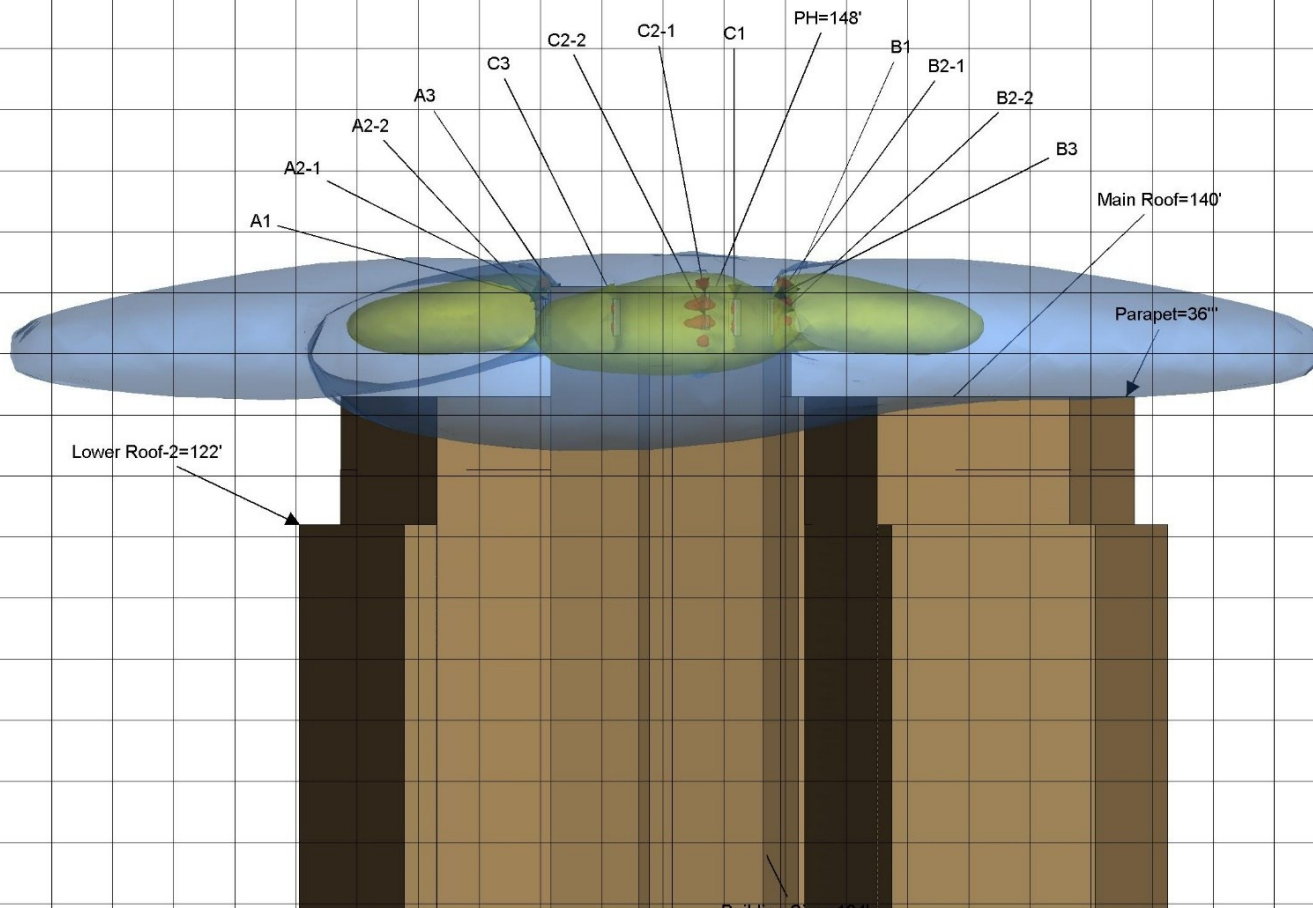 PH=148'
C2-1
C1
C2-2
B1
C3
B2-1
A3
B2-2
A2-2
B3
A2-1
Main Roof=140'
A1
Parapet=36"'
Lower Roof-2=122'